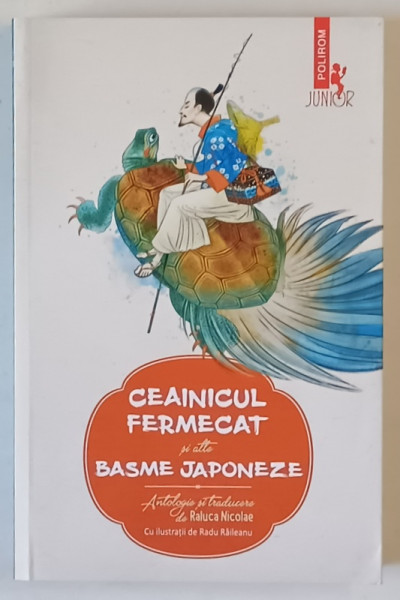 POLIROM
JUNIOR
CEAINICUL
FERMECAT
și alte
BASME JAPONEZE
Antologie și traducere
de Raluca Nicolae
Cu ilustrații de Radu Răileanu